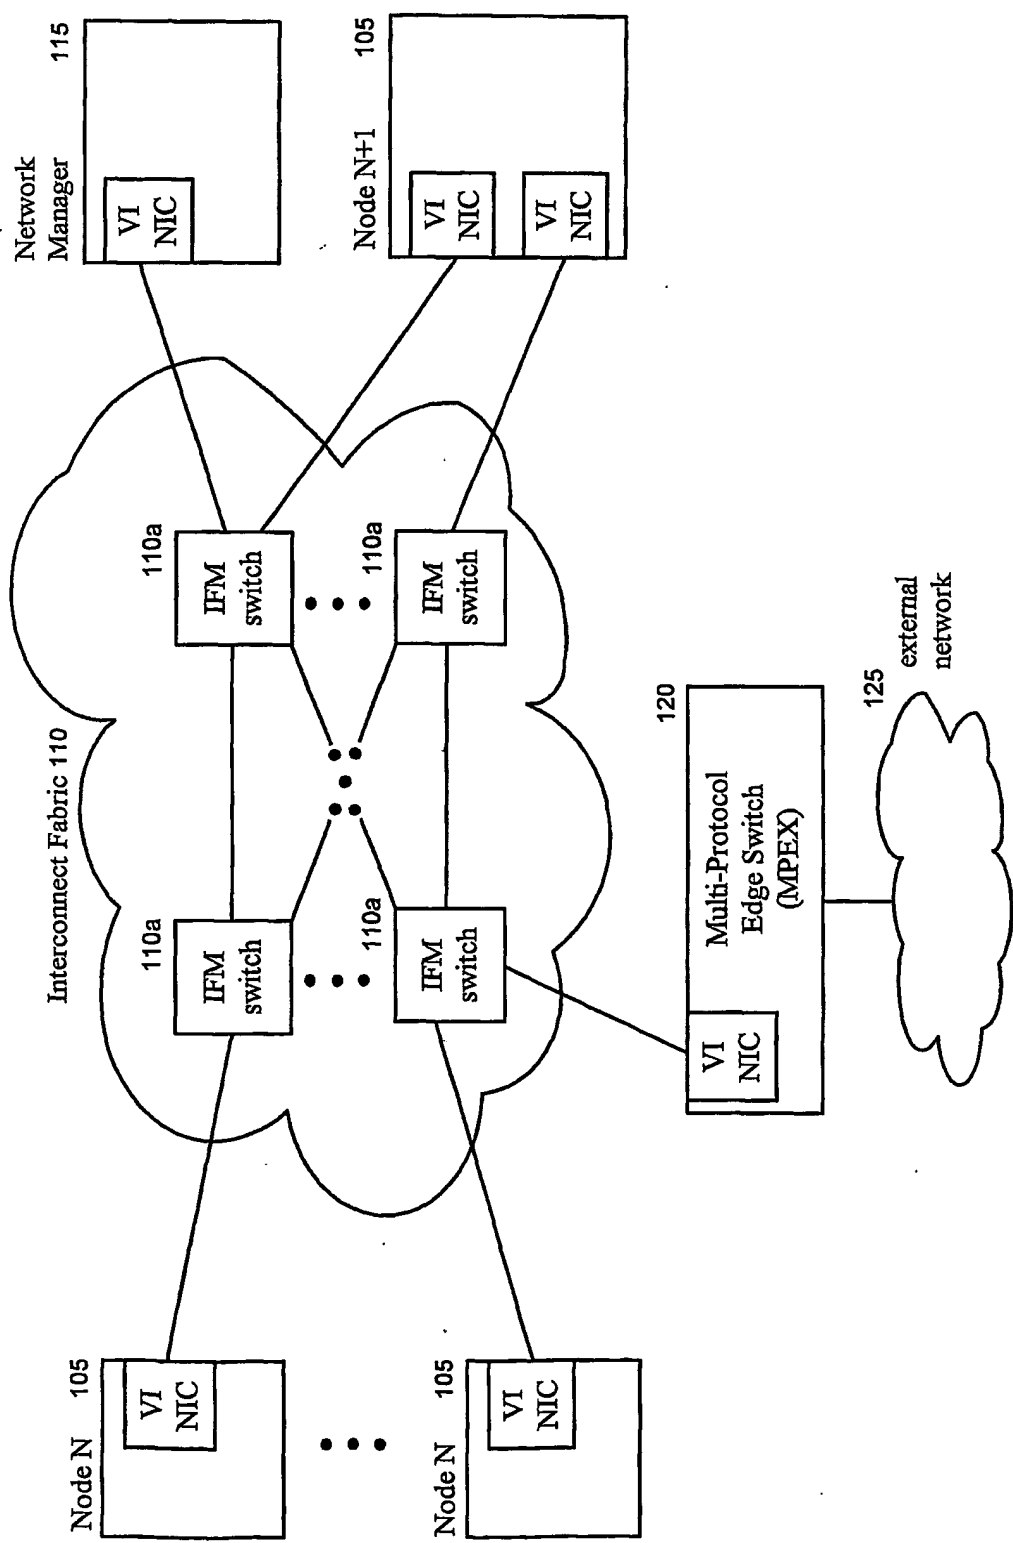 Interconnect Fabric 110
Network
Manager
115
VI
NIC
Node N
105
VI
NIC
110a
IFM
switch
110a
IFM
switch
Node N+1
105
VI
NIC
VI
NIC
Node N
105
VI
NIC
110a
IFM
switch
110a
IFM
switch
120
VI
NIC
Multi-Protocol
Edge Switch
(MPEX)
125
external
network